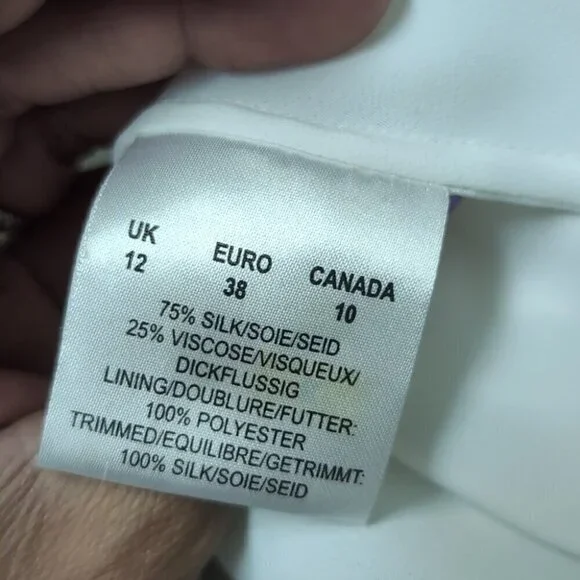 UK EURO CANADA
12 38 10
75% SILK/SOIE/SEID
25% VISCOSE/VISQUEUX/
DICKFLUSSIG
LINING/DOUBLURE/FUTTER:
100% POLYESTER
TRIMMED/EQUILIBRE/GETRIMMT:
100% SILK/SOIE/SEID